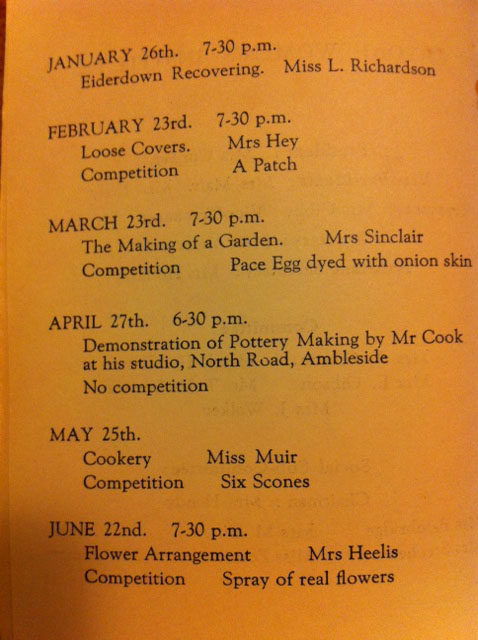 JANUARY 26th. 7-30 p.m.
Eiderdown Recovering. Miss L. Richardson
FEBRUARY 23rd. 7-30 p.m.
Loose Covers. Mrs Hey
Competition A Patch
MARCH 23rd. 7-30 p.m.
The Making of a Garden. Mrs Sinclair
Competition Pace Egg dyed with onion skin
APRIL 27th. 6-30 p.m.
Demonstration of Pottery Making by Mr Cook
at his studio, North Road, Ambleside
No competition
MAY 25th.
Cookery Miss Muir
Competition Six Scones
JUNE 22nd. 7-30 p.m.
Flower Arrangement Mrs Heelis
Competition Spray of real flowers